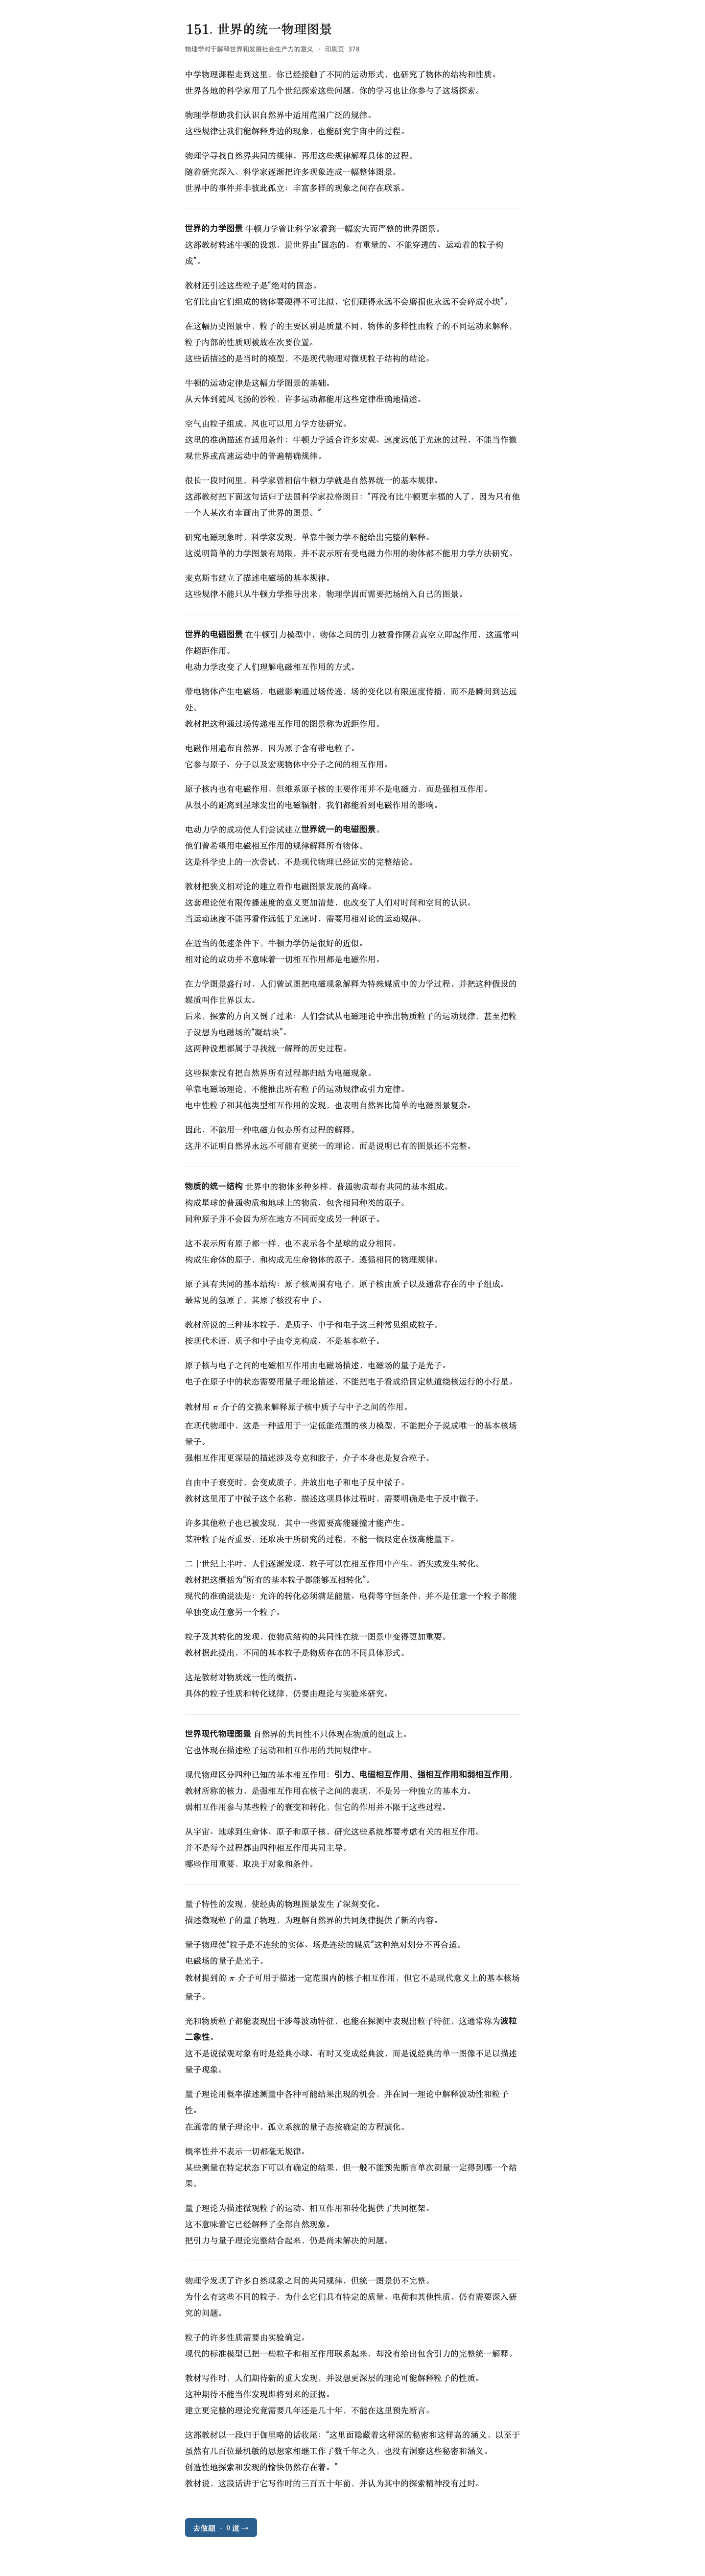 151. 世界的统一物理图景
物理学对于解释世界和发展社会生产力的意义 · 印刷页 378
中学物理课程走到这里，你已经接触了不同的运动形式，也研究了物体的结构和性质。
世界各地的科学家用了几个世纪探索这些问题，你的学习也让你参与了这场探索。
物理学帮助我们认识自然界中适用范围广泛的规律。
这些规律让我们能解释身边的现象，也能研究宇宙中的过程。
物理学寻找自然界共同的规律，再用这些规律解释具体的过程。
随着研究深入，科学家逐渐把许多现象连成一幅整体图景。
世界中的事件并非彼此孤立：丰富多样的现象之间存在联系。
世界的力学图景 牛顿力学曾让科学家看到一幅宏大而严整的世界图景。
这部教材转述牛顿的设想，说世界由“固态的、有重量的、不能穿透的、运动着的粒子构
成”。
教材还引述这些粒子是“绝对的固态。
它们比由它们组成的物体要硬得不可比拟，它们硬得永远不会磨损也永远不会碎成小块”。
在这幅历史图景中，粒子的主要区别是质量不同，物体的多样性由粒子的不同运动来解释，
粒子内部的性质则被放在次要位置。
这些话描述的是当时的模型，不是现代物理对微观粒子结构的结论。
牛顿的运动定律是这幅力学图景的基础。
从天体到随风飞扬的沙粒，许多运动都能用这些定律准确地描述。
空气由粒子组成，风也可以用力学方法研究。
这里的准确描述有适用条件：牛顿力学适合许多宏观、速度远低于光速的过程，不能当作微
观世界或高速运动中的普遍精确规律。
很长一段时间里，科学家曾相信牛顿力学就是自然界统一的基本规律。
这部教材把下面这句话归于法国科学家拉格朗日：“再没有比牛顿更幸福的人了，因为只有他
一个人某次有幸画出了世界的图景。”
研究电磁现象时，科学家发现，单靠牛顿力学不能给出完整的解释。
这说明简单的力学图景有局限，并不表示所有受电磁力作用的物体都不能用力学方法研究。
麦克斯韦建立了描述电磁场的基本规律。
这些规律不能只从牛顿力学推导出来，物理学因而需要把场纳入自己的图景。
世界的电磁图景 在牛顿引力模型中，物体之间的引力被看作隔着真空立即起作用，这通常叫
作超距作用。
电动力学改变了人们理解电磁相互作用的方式。
带电物体产生电磁场，电磁影响通过场传递，场的变化以有限速度传播，而不是瞬间到达远
处。
教材把这种通过场传递相互作用的图景称为近距作用。
电磁作用遍布自然界，因为原子含有带电粒子。
它参与原子、分子以及宏观物体中分子之间的相互作用。
原子核内也有电磁作用，但维系原子核的主要作用并不是电磁力，而是强相互作用。
从很小的距离到星球发出的电磁辐射，我们都能看到电磁作用的影响。
电动力学的成功使人们尝试建立世界统一的电磁图景。
他们曾希望用电磁相互作用的规律解释所有物体。
这是科学史上的一次尝试，不是现代物理已经证实的完整结论。
教材把狭义相对论的建立看作电磁图景发展的高峰。
这套理论使有限传播速度的意义更加清楚，也改变了人们对时间和空间的认识。
当运动速度不能再看作远低于光速时，需要用相对论的运动规律。
在适当的低速条件下，牛顿力学仍是很好的近似。
相对论的成功并不意味着一切相互作用都是电磁作用。
在力学图景盛行时，人们曾试图把电磁现象解释为特殊媒质中的力学过程，并把这种假设的
媒质叫作世界以太。
后来，探索的方向又倒了过来：人们尝试从电磁理论中推出物质粒子的运动规律，甚至把粒
子设想为电磁场的“凝结块”。
这两种设想都属于寻找统一解释的历史过程。
这些探索没有把自然界所有过程都归结为电磁现象。
单靠电磁场理论，不能推出所有粒子的运动规律或引力定律。
电中性粒子和其他类型相互作用的发现，也表明自然界比简单的电磁图景复杂。
因此，不能用一种电磁力包办所有过程的解释。
这并不证明自然界永远不可能有更统一的理论，而是说明已有的图景还不完整。
物质的统一结构 世界中的物体多种多样，普通物质却有共同的基本组成。
构成星球的普通物质和地球上的物质，包含相同种类的原子。
同种原子并不会因为所在地方不同而变成另一种原子。
这不表示所有原子都一样，也不表示各个星球的成分相同。
构成生命体的原子，和构成无生命物体的原子，遵循相同的物理规律。
原子具有共同的基本结构：原子核周围有电子，原子核由质子以及通常存在的中子组成。
最常见的氢原子，其原子核没有中子。
教材所说的三种基本粒子，是质子、中子和电子这三种常见组成粒子。
按现代术语，质子和中子由夸克构成，不是基本粒子。
原子核与电子之间的电磁相互作用由电磁场描述，电磁场的量子是光子。
电子在原子中的状态需要用量子理论描述，不能把电子看成沿固定轨道绕核运行的小行星。
教材用 π 介子的交换来解释原子核中质子与中子之间的作用。
在现代物理中，这是一种适用于一定低能范围的核力模型，不能把介子说成唯一的基本核场
量子。
强相互作用更深层的描述涉及夸克和胶子，介子本身也是复合粒子。
自由中子衰变时，会变成质子，并放出电子和电子反中微子。
教材这里用了中微子这个名称，描述这项具体过程时，需要明确是电子反中微子。
许多其他粒子也已被发现，其中一些需要高能碰撞才能产生。
某种粒子是否重要，还取决于所研究的过程，不能一概限定在极高能量下。
二十世纪上半叶，人们逐渐发现，粒子可以在相互作用中产生、消失或发生转化。
教材把这概括为“所有的基本粒子都能够互相转化”。
现代的准确说法是：允许的转化必须满足能量、电荷等守恒条件，并不是任意一个粒子都能
单独变成任意另一个粒子。
粒子及其转化的发现，使物质结构的共同性在统一图景中变得更加重要。
教材据此提出，不同的基本粒子是物质存在的不同具体形式。
这是教材对物质统一性的概括。
具体的粒子性质和转化规律，仍要由理论与实验来研究。
世界现代物理图景 自然界的共同性不只体现在物质的组成上。
它也体现在描述粒子运动和相互作用的共同规律中。
现代物理区分四种已知的基本相互作用：引力、电磁相互作用、强相互作用和弱相互作用。
教材所称的核力，是强相互作用在核子之间的表现，不是另一种独立的基本力。
弱相互作用参与某些粒子的衰变和转化，但它的作用并不限于这些过程。
从宇宙、地球到生命体、原子和原子核，研究这些系统都要考虑有关的相互作用。
并不是每个过程都由四种相互作用共同主导。
哪些作用重要，取决于对象和条件。
量子特性的发现，使经典的物理图景发生了深刻变化。
描述微观粒子的量子物理，为理解自然界的共同规律提供了新的内容。
量子物理使“粒子是不连续的实体、场是连续的媒质”这种绝对划分不再合适。
电磁场的量子是光子。
教材提到的 π 介子可用于描述一定范围内的核子相互作用，但它不是现代意义上的基本核场
量子。
光和物质粒子都能表现出干涉等波动特征，也能在探测中表现出粒子特征，这通常称为波粒
二象性。
这不是说微观对象有时是经典小球、有时又变成经典波，而是说经典的单一图像不足以描述
量子现象。
量子理论用概率描述测量中各种可能结果出现的机会，并在同一理论中解释波动性和粒子
性。
在通常的量子理论中，孤立系统的量子态按确定的方程演化。
概率性并不表示一切都毫无规律。
某些测量在特定状态下可以有确定的结果，但一般不能预先断言单次测量一定得到哪一个结
果。
量子理论为描述微观粒子的运动、相互作用和转化提供了共同框架。
这不意味着它已经解释了全部自然现象。
把引力与量子理论完整结合起来，仍是尚未解决的问题。
物理学发现了许多自然现象之间的共同规律，但统一图景仍不完整。
为什么有这些不同的粒子，为什么它们具有特定的质量、电荷和其他性质，仍有需要深入研
究的问题。
粒子的许多性质需要由实验确定。
现代的标准模型已把一些粒子和相互作用联系起来，却没有给出包含引力的完整统一解释。
教材写作时，人们期待新的重大发现，并设想更深层的理论可能解释粒子的性质。
这种期待不能当作发现即将到来的证据。
建立更完整的理论究竟需要几年还是几十年，不能在这里预先断言。
这部教材以一段归于伽里略的话收尾：“这里面隐藏着这样深的秘密和这样高的涵义，以至于
虽然有几百位最机敏的思想家相继工作了数千年之久，也没有洞察这些秘密和涵义。
创造性地探索和发现的愉快仍然存在着。”
教材说，这段话讲于它写作时的三百五十年前，并认为其中的探索精神没有过时。
去做题 · 0 道 →